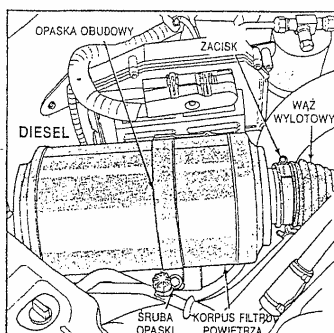 OPASKA OBUDOWY
ZACISK
WĄŻ
WYLOTOWY
DIESEL
ŚRUBA
OPASKI
KORPUS FILTRU
POWIETRZA